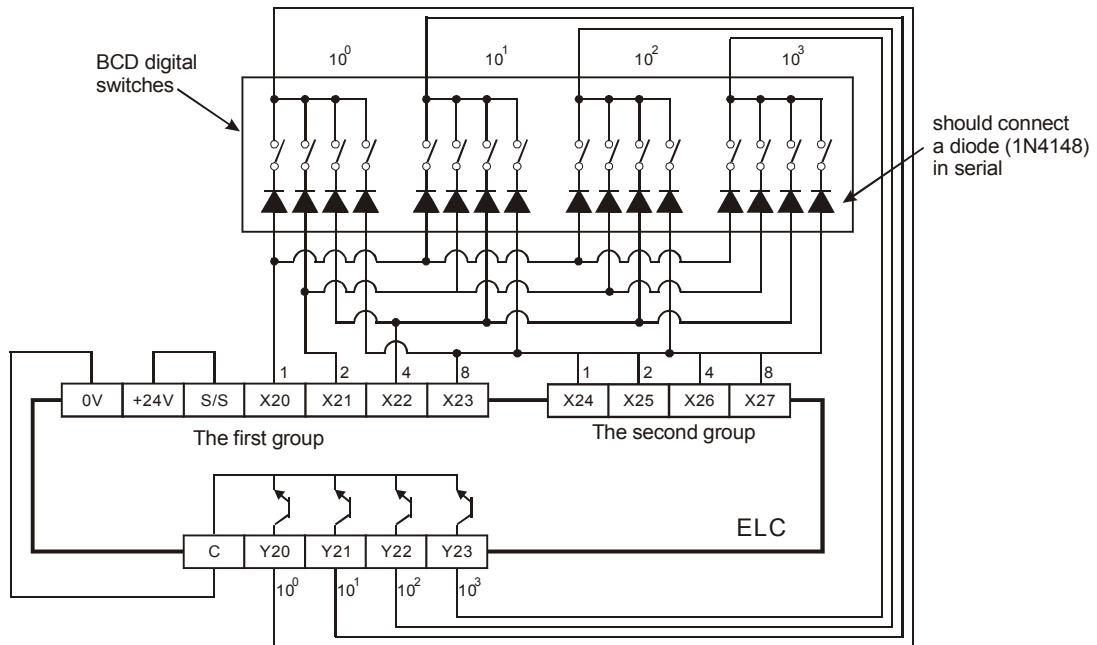 10⁰ 10¹ 10² 10³
BCD digital
switches
should connect
a diode (1N4148)
in serial
1 2 4 8 1 2 4 8
0V +24V S/S X20 X21 X22 X23 X24 X25 X26 X27
The first group The second group
ELC
C Y20 Y21 Y22 Y23
10⁰ 10¹ 10² 10³